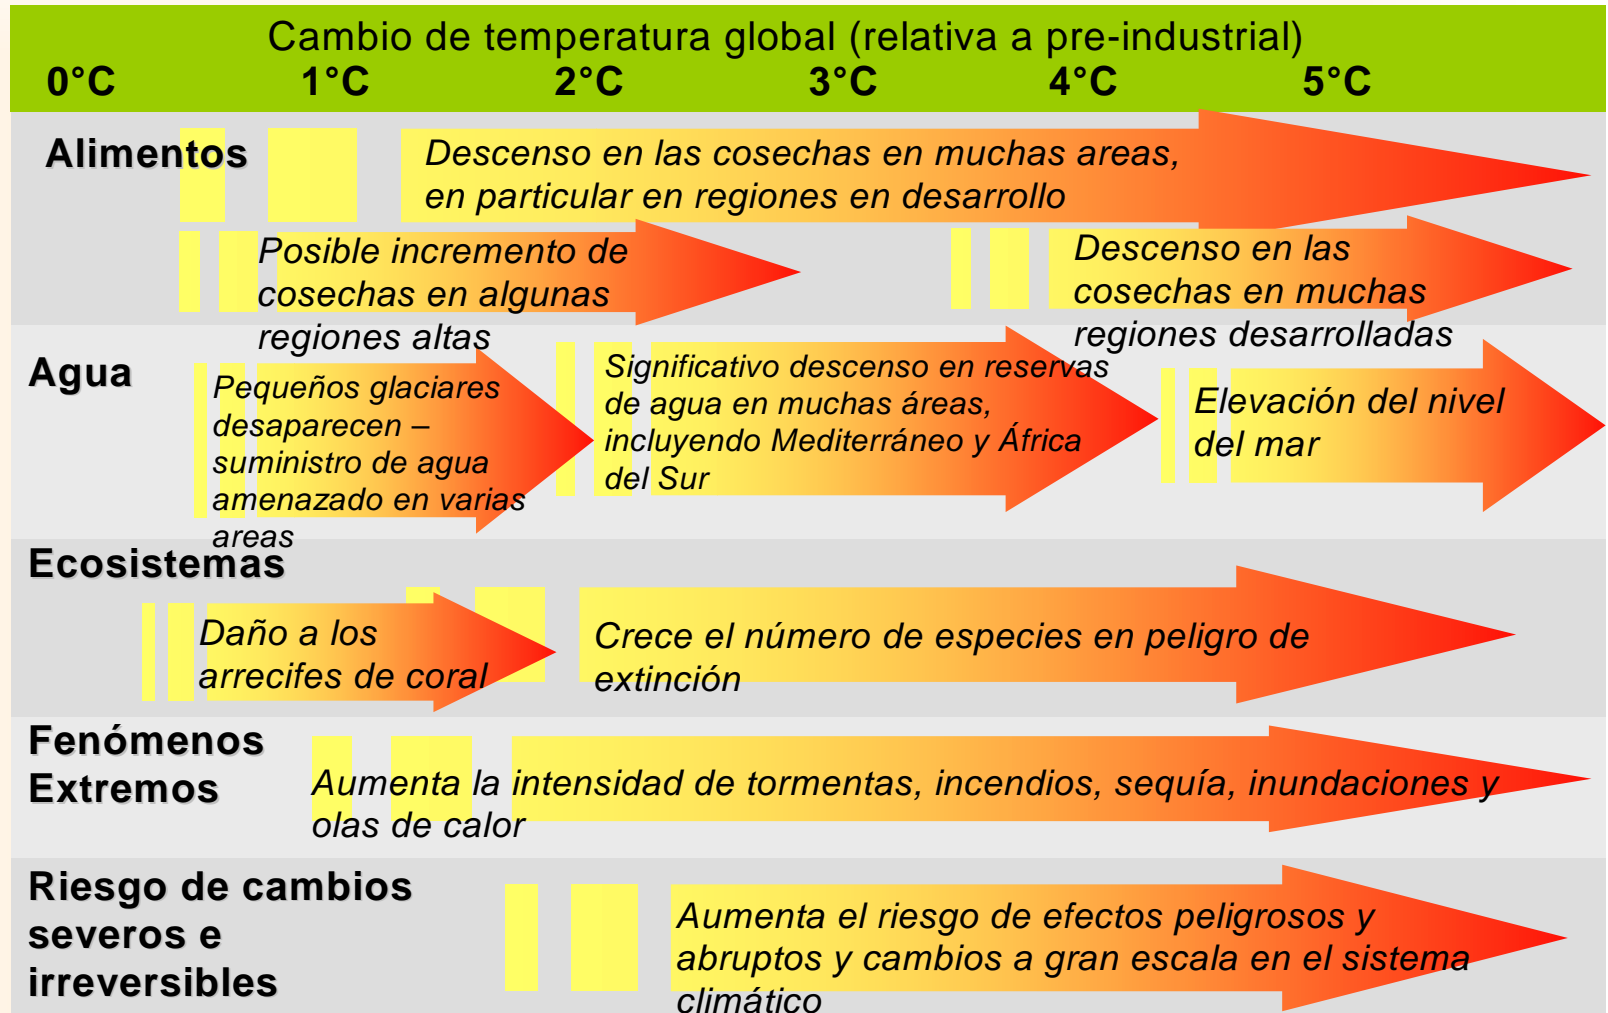 Cambio de temperatura global (relativa a pre-industrial)
0°C 1°C 2°C 3°C 4°C 5°C
Alimentos
Descenso en las cosechas en muchas areas,
en particular en regiones en desarrollo
Posible incremento de
cosechas en algunas
regiones altas
Descenso en las
cosechas en muchas
regiones desarrolladas
Agua
Pequeños glaciares
desaparecen –
suministro de agua
amenazado en varias
areas
Significativo descenso en reservas
de agua en muchas áreas,
incluyendo Mediterráneo y África
del Sur
Elevación del nivel
del mar
Ecosistemas
Daño a los
arrecifes de coral
Crece el número de especies en peligro de
extinción
Fenómenos
Extremos
Aumenta la intensidad de tormentas, incendios, sequía, inundaciones y
olas de calor
Riesgo de cambios
severos e
irreversibles
Aumenta el riesgo de efectos peligrosos y
abruptos y cambios a gran escala en el sistema
climático